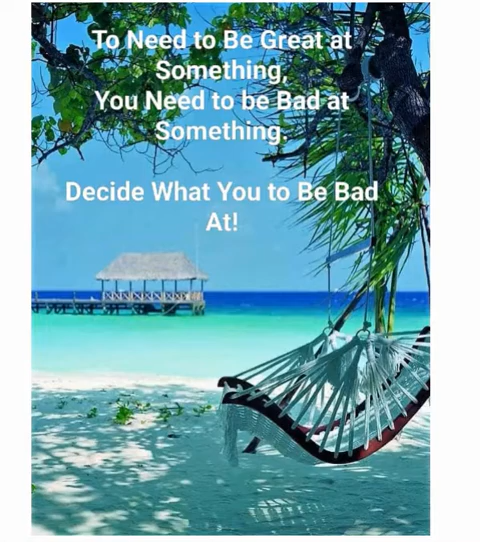 To Need to Be Great at
Something,
You Need to be Bad at
Something.
Decide What You to Be Bad
At!